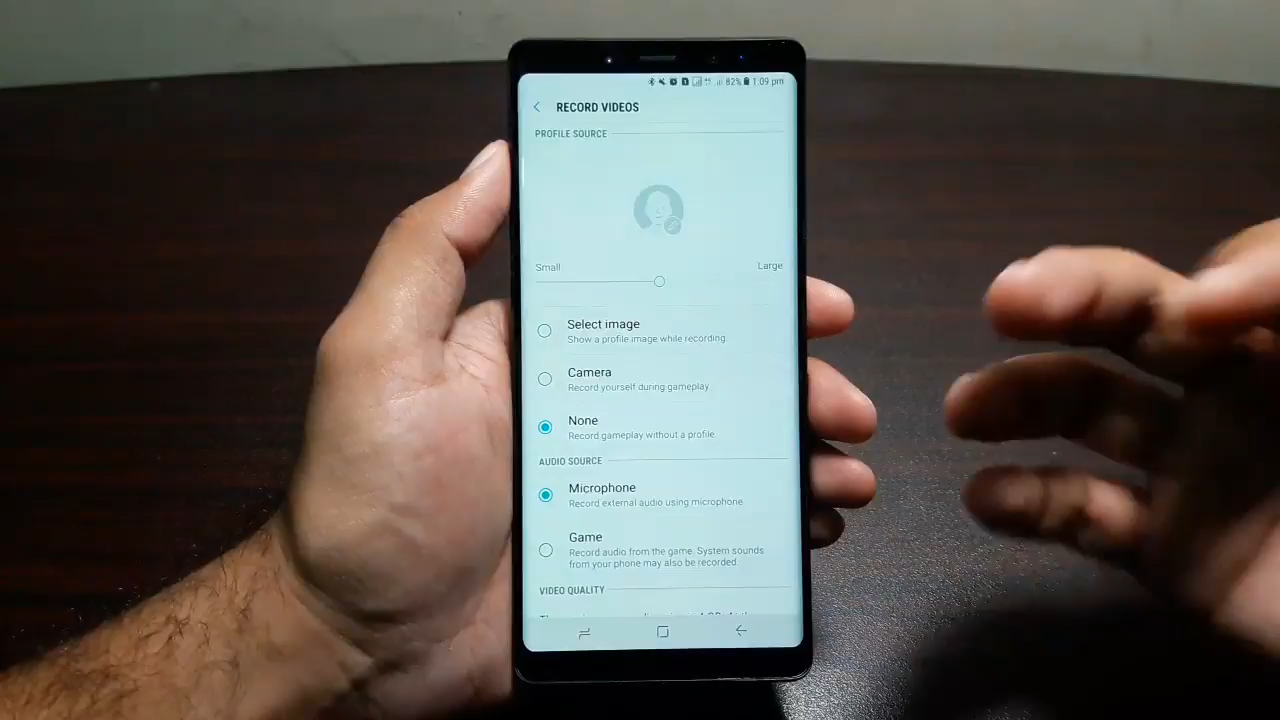 82% 1:09 pm
RECORD VIDEOS
PROFILE SOURCE
Small Large
Select image
Show a profile image while recording.
Camera
Record yourself during gameplay.
None
Record gameplay without a profile.
AUDIO SOURCE
Microphone
Record external audio using microphone.
Game
Record audio from the game. System sounds
from your phone may also be recorded.
VIDEO QUALITY